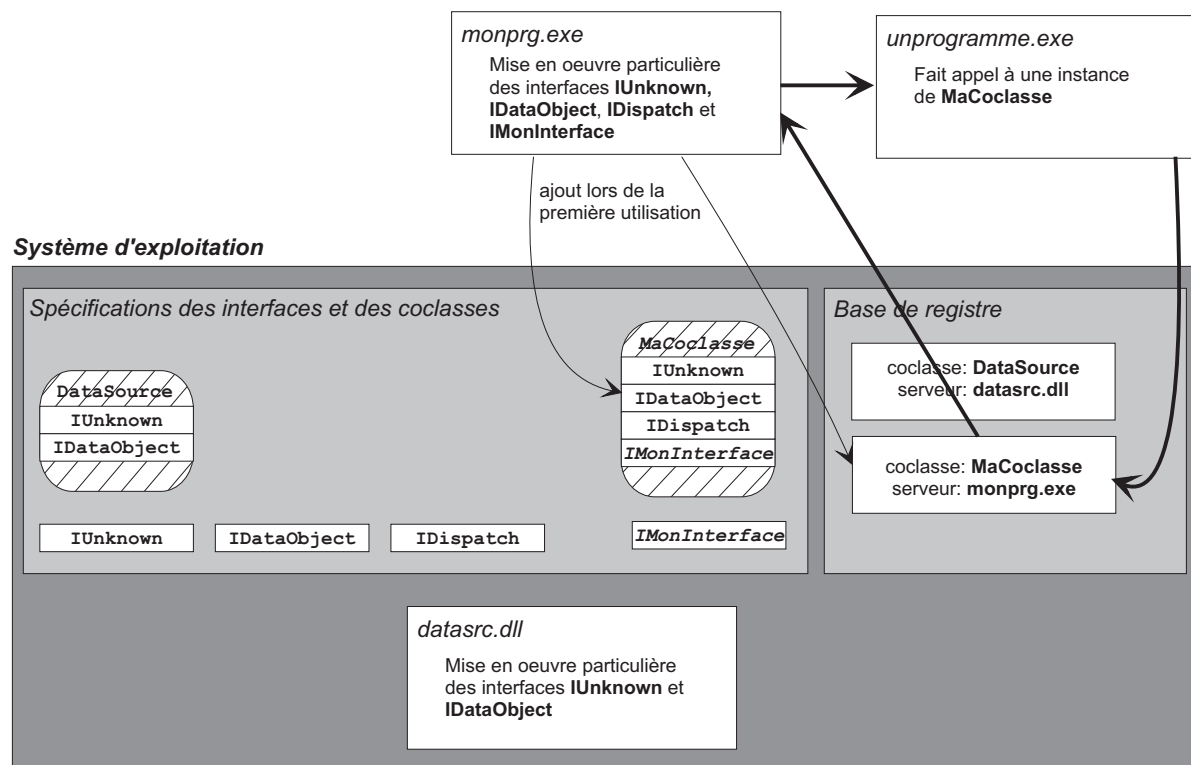 monprg.exe
Mise en oeuvre particulière
des interfaces IUnknown,
IDataObject, IDispatch et
IMonInterface
unprogramme.exe
Fait appel à une instance
de MaCoclasse
ajout lors de la
première utilisation
Système d'exploitation
Spécifications des interfaces et des coclasses
DataSource
IUnknown
IDataObject
MaCoclasse
IUnknown
IDataObject
IDispatch
IMonInterface
IUnknown
IDataObject
IDispatch
IMonInterface
Base de registre
coclasse: DataSource
serveur: datasrc.dll
coclasse: MaCoclasse
serveur: monprg.exe
datasrc.dll
Mise en oeuvre particulière
des interfaces IUnknown et
IDataObject